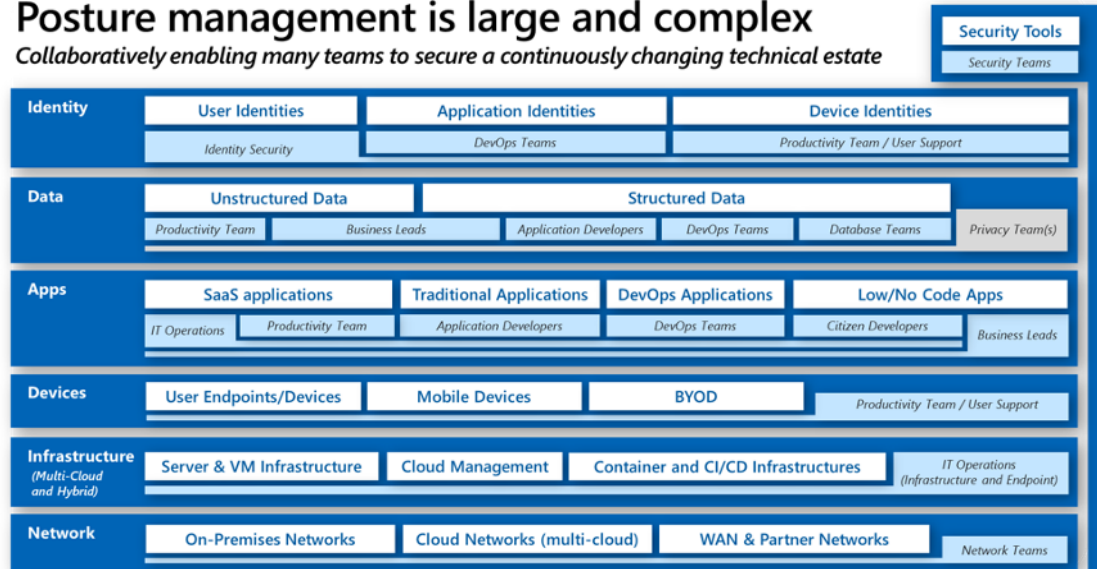 Posture management is large and complex
Collaboratively enabling many teams to secure a continuously changing technical estate
Security Tools
Security Teams
Identity
User Identities
Application Identities
Device Identities
Identity Security
DevOps Teams
Productivity Team / User Support
Data
Unstructured Data
Structured Data
Productivity Team
Business Leads
Application Developers
DevOps Teams
Database Teams
Privacy Team(s)
Apps
SaaS applications
Traditional Applications
DevOps Applications
Low/No Code Apps
IT Operations
Productivity Team
Application Developers
DevOps Teams
Citizen Developers
Business Leads
Devices
User Endpoints/Devices
Mobile Devices
BYOD
Productivity Team / User Support
Infrastructure
(Multi-Cloud
and Hybrid)
Server & VM Infrastructure
Cloud Management
Container and CI/CD Infrastructures
IT Operations
(Infrastructure and Endpoint)
Network
On-Premises Networks
Cloud Networks (multi-cloud)
WAN & Partner Networks
Network Teams